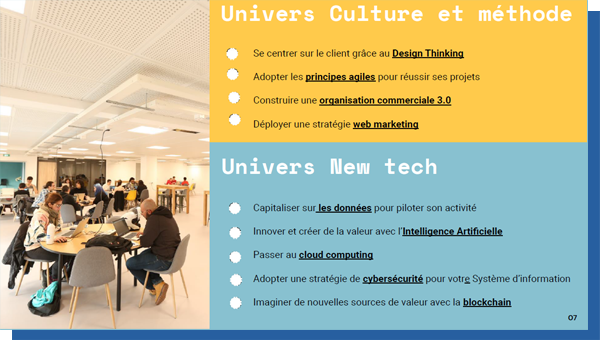 Univers Culture et méthode
Se centrer sur le client grâce au Design Thinking
Adopter les principes agiles pour réussir ses projets
Construire une organisation commerciale 3.0
Déployer une stratégie web marketing
Univers New tech
Capitaliser sur les données pour piloter son activité
Innover et créer de la valeur avec l'Intelligence Artificielle
Passer au cloud computing
Adopter une stratégie de cybersécurité pour votre Système d'information
Imaginer de nouvelles sources de valeur avec la blockchain
07